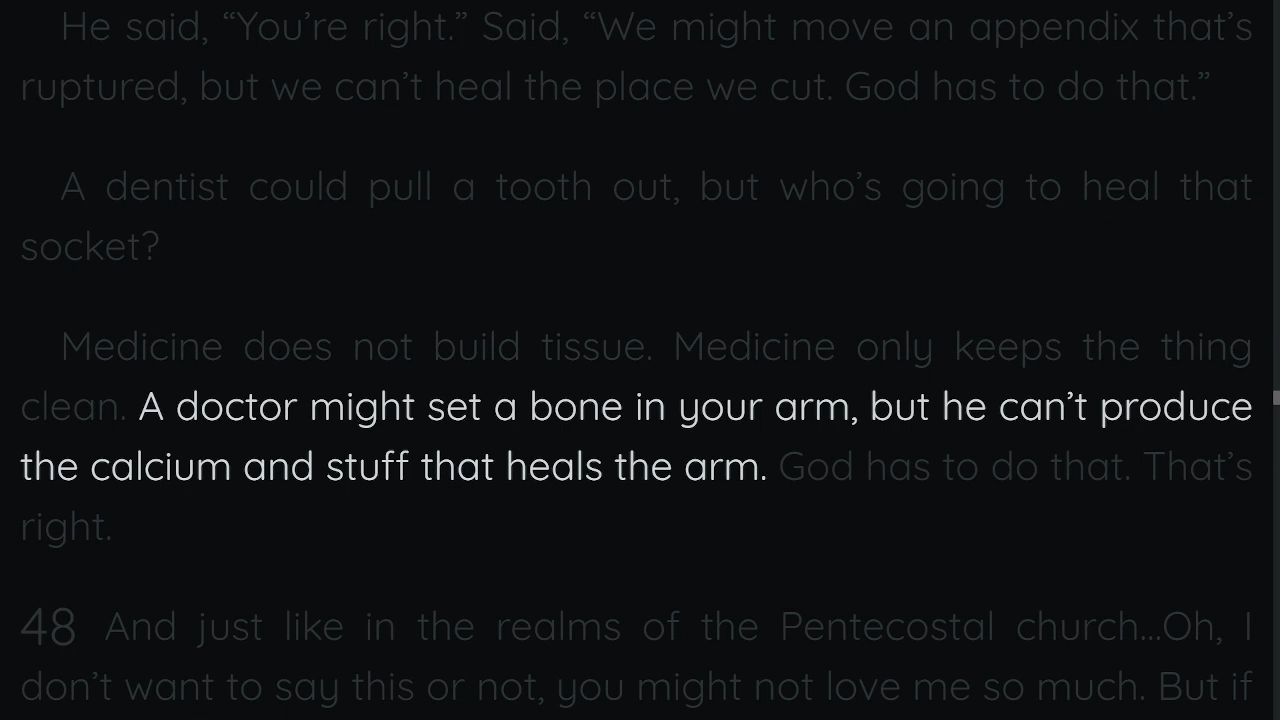 He said, “You’re right.” Said, “We might move an appendix that’s
ruptured, but we can’t heal the place we cut. God has to do that.”
A dentist could pull a tooth out, but who’s going to heal that
socket?
Medicine does not build tissue. Medicine only keeps the thing
clean. A doctor might set a bone in your arm, but he can’t produce
the calcium and stuff that heals the arm. God has to do that. That’s
right.
48 And just like in the realms of the Pentecostal church...Oh, I
don’t want to say this or not, you might not love me so much. But if